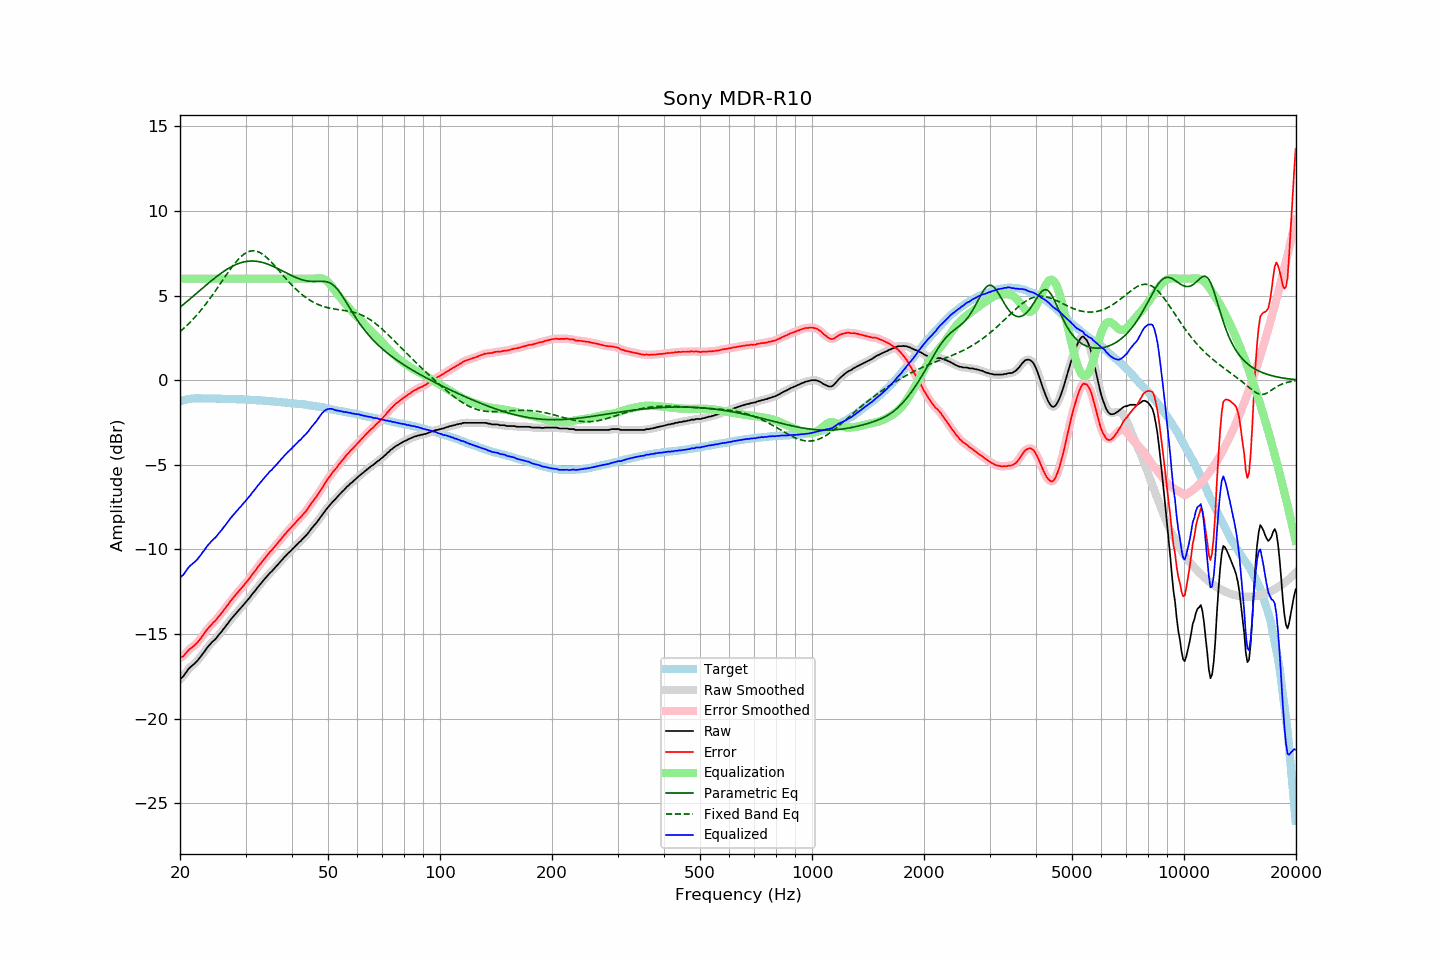 Sony MDR-R10
Amplitude (dBr)
15
10
5
0
−5
−10
−15
−20
−25
Target
Raw Smoothed
Error Smoothed
Raw
Error
Equalization
Parametric Eq
Fixed Band Eq
Equalized
20 50 100 200 500 1000 2000 5000 10000 20000
Frequency (Hz)